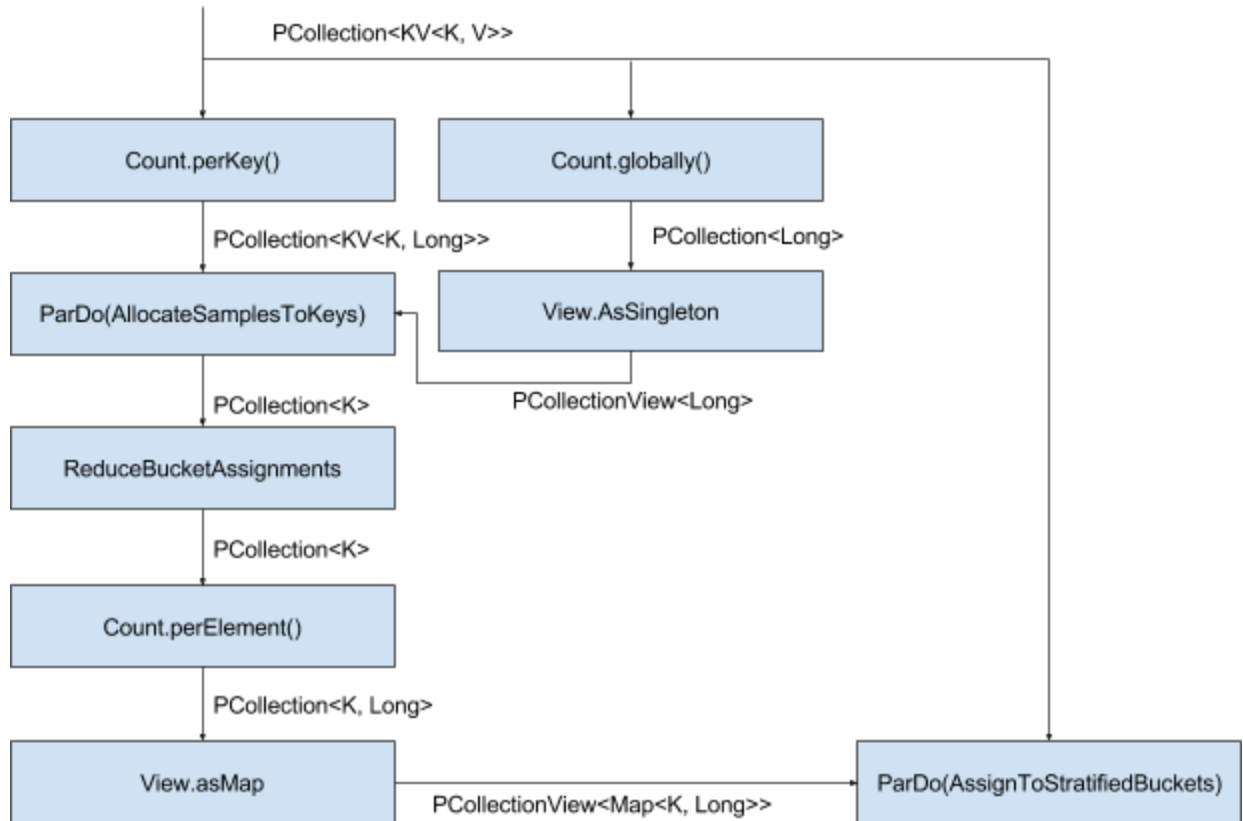 PCollection<KV<K, V>>
Count.perKey()
Count.globally()
PCollection<KV<K, Long>>
PCollection<Long>
ParDo(AllocateSamplesToKeys)
View.AsSingleton
PCollection<K>
PCollectionView<Long>
ReduceBucketAssignments
PCollection<K>
Count.perElement()
PCollection<K, Long>
View.asMap
ParDo(AssignToStratifiedBuckets)
PCollectionView<Map<K, Long>>